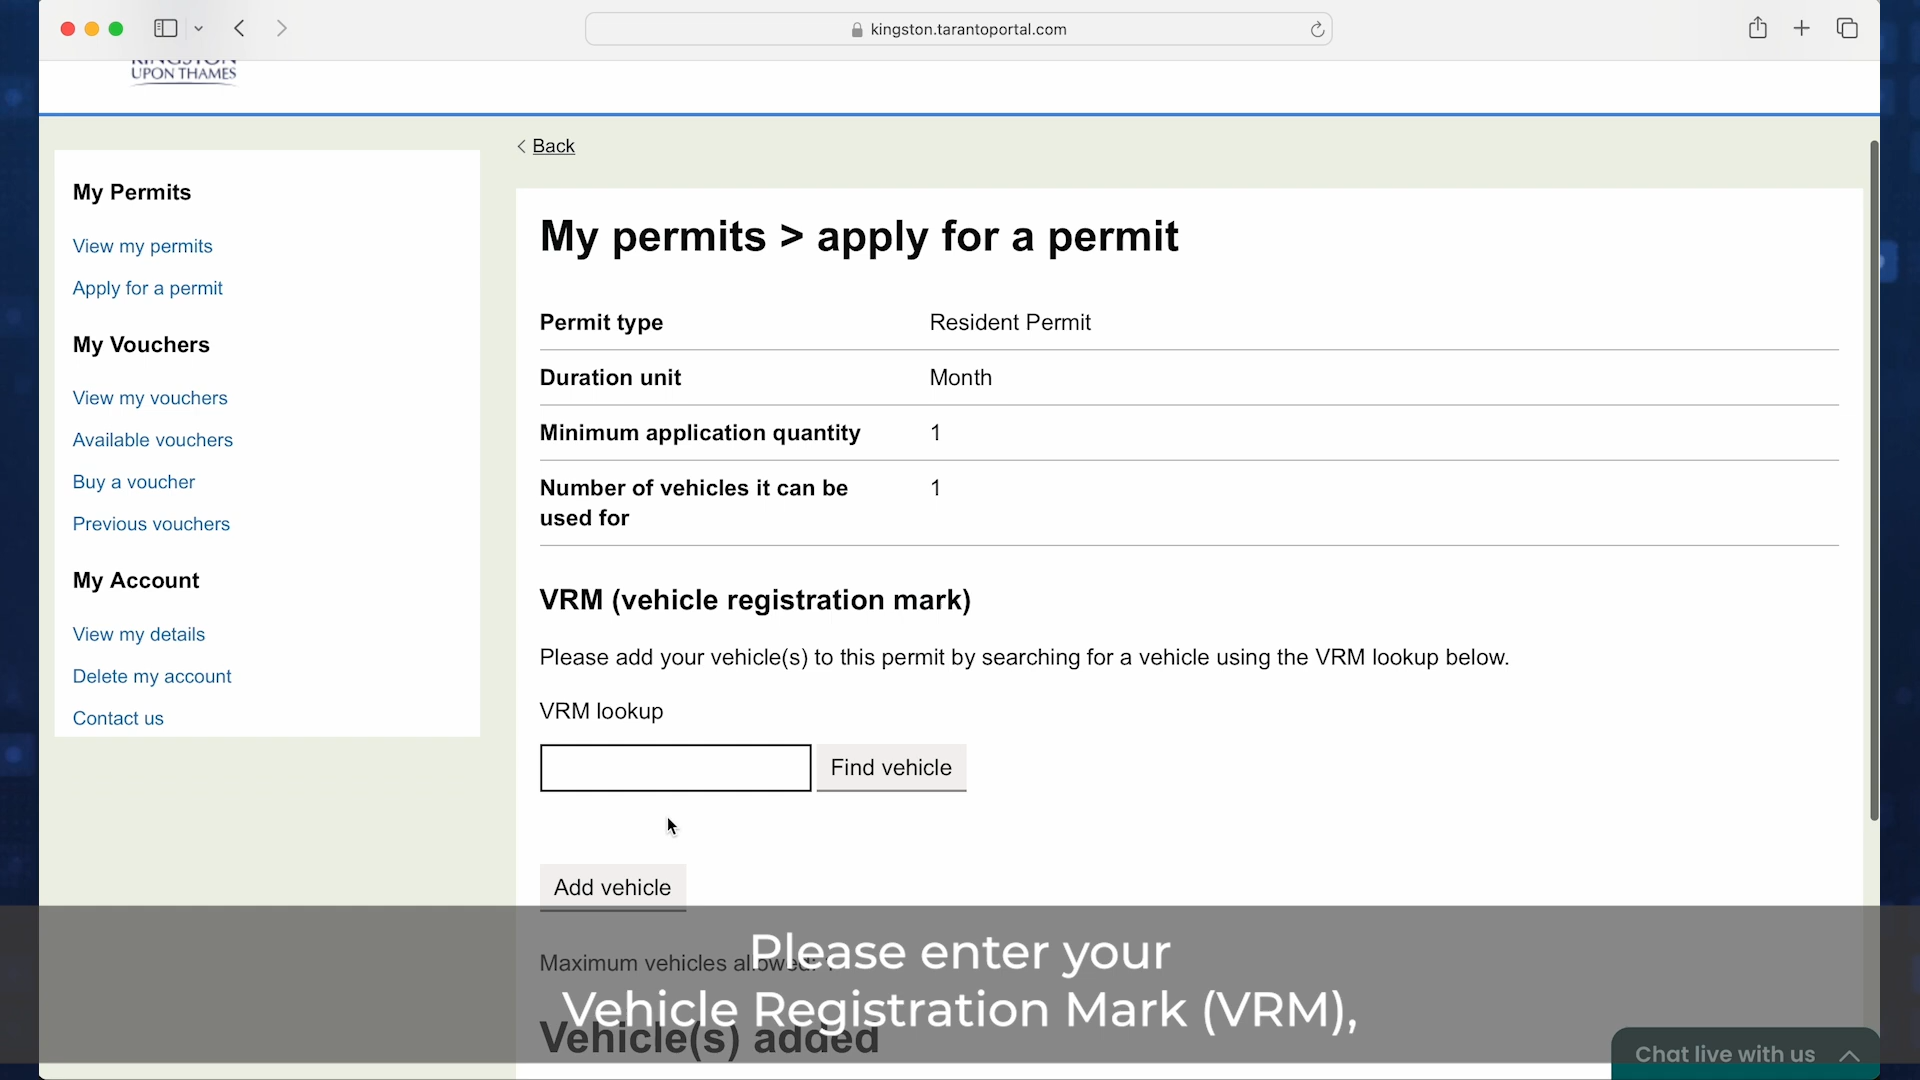 kingston.tarantoportal.com
KINGSTON
UPON THAMES
Back
My Permits
View my permits
Apply for a permit
My Vouchers
View my vouchers
Available vouchers
Buy a voucher
Previous vouchers
My Account
View my details
Delete my account
Contact us
My permits > apply for a permit
Permit type Resident Permit
Duration unit Month
Minimum application quantity 1
Number of vehicles it can be 1
used for
VRM (vehicle registration mark)
Please add your vehicle(s) to this permit by searching for a vehicle using the VRM lookup below.
VRM lookup
Find vehicle
Add vehicle
Maximum vehicles allowed: 1
Vehicle(s) added
Please enter your
Vehicle Registration Mark (VRM),
Chat live with us